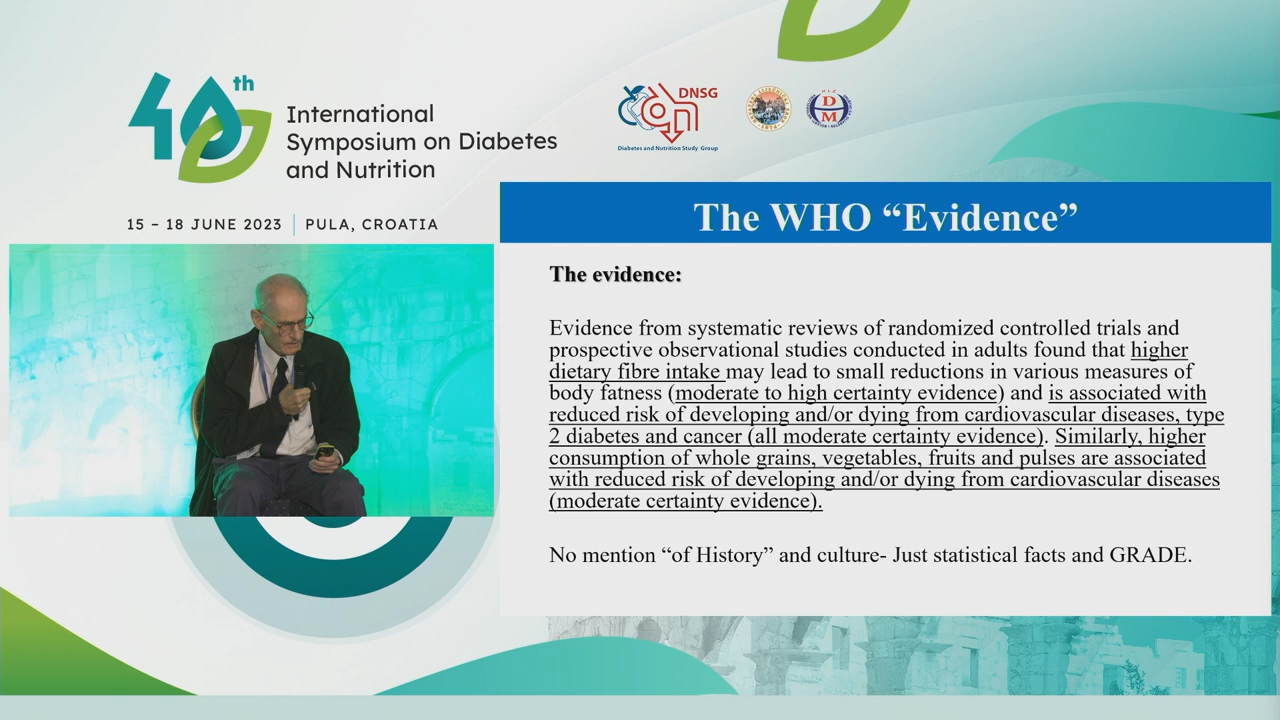 40th
International
Symposium on Diabetes
and Nutrition
15 – 18 JUNE 2023 | PULA, CROATIA
DNSG
Diabetes and Nutrition Study Group
DM
The WHO “Evidence”
The evidence:
Evidence from systematic reviews of randomized controlled trials and
prospective observational studies conducted in adults found that higher
dietary fibre intake may lead to small reductions in various measures of
body fatness (moderate to high certainty evidence) and is associated with
reduced risk of developing and/or dying from cardiovascular diseases, type
2 diabetes and cancer (all moderate certainty evidence). Similarly, higher
consumption of whole grains, vegetables, fruits and pulses are associated
with reduced risk of developing and/or dying from cardiovascular diseases
(moderate certainty evidence).
No mention “of History” and culture- Just statistical facts and GRADE.